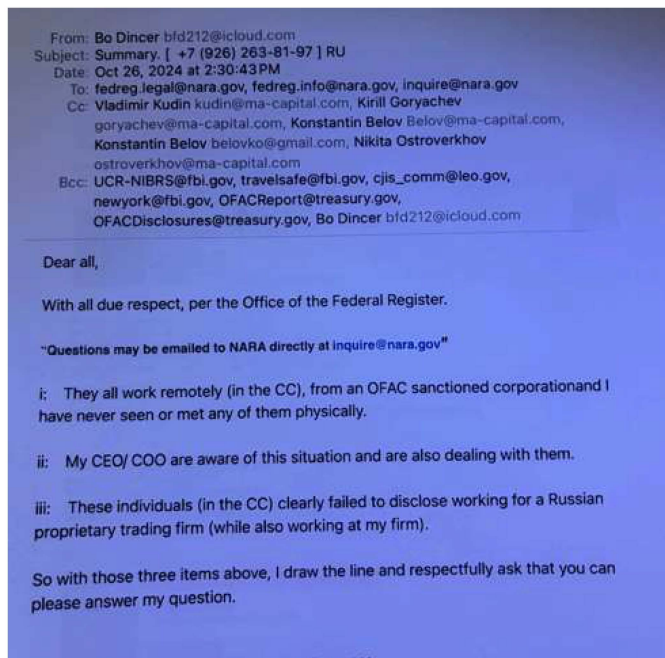 From: Bo Dincer bfd212@icloud.com
Subject: Summary. [ +7 (926) 263-81-97 ] RU
Date: Oct 26, 2024 at 2:30:43 PM
To: fedreg.legal@nara.gov, fedreg.info@nara.gov, inquire@nara.gov
Cc: Vladimir Kudin kudin@ma-capital.com, Kirill Goryachev
goryachev@ma-capital.com, Konstantin Belov Belov@ma-capital.com,
Konstantin Belov belovko@gmail.com, Nikita Ostroverkhov
ostroverkhov@ma-capital.com
Bcc: UCR-NIBRS@fbi.gov, travelsafe@fbi.gov, cjis_comm@leo.gov,
newyork@fbi.gov, OFACReport@treasury.gov,
OFACDisclosures@treasury.gov, Bo Dincer bfd212@icloud.com
Dear all,
With all due respect, per the Office of the Federal Register.
"Questions may be emailed to NARA directly at inquire@nara.gov"
i: They all work remotely (in the CC), from an OFAC sanctioned corporationand I
have never seen or met any of them physically.
ii: My CEO/ COO are aware of this situation and are also dealing with them.
iii: These individuals (in the CC) clearly failed to disclose working for a Russian
proprietary trading firm (while also working at my firm).
So with those three items above, I draw the line and respectfully ask that you can
please answer my question.